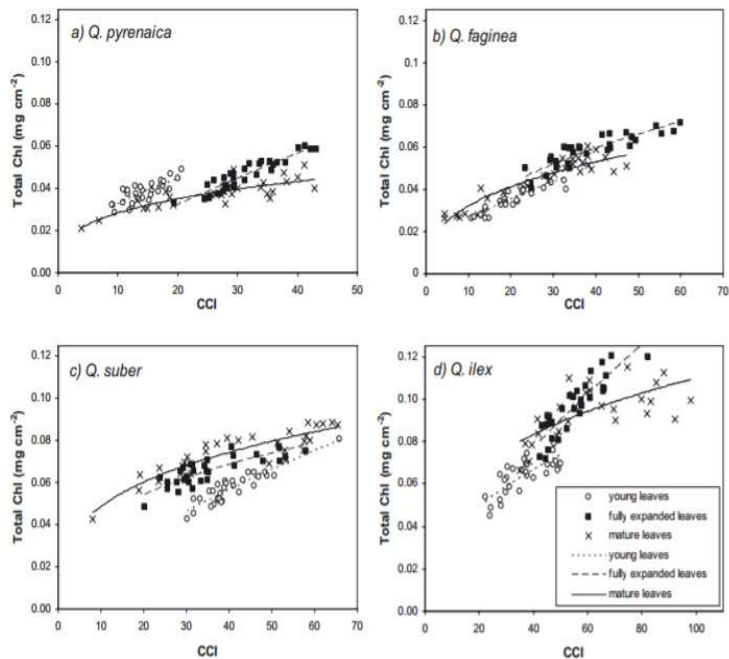 a) Q. pyrenaica
Total Chl (mg cm⁻²)
0.12
0.10
0.08
0.06
0.04
0.02
0.00
0 10 20 30 40 50
CCI
b) Q. faginea
Total Chl (mg cm⁻²)
0.12
0.1
0.08
0.06
0.04
0.02
0
0 10 20 30 40 50 60 70
CCI
c) Q. suber
Total Chl (mg cm⁻²)
0.12
0.10
0.08
0.06
0.04
0.02
0.00
0 10 20 30 40 50 60 70
CCI
d) Q. ilex
Total Chl (mg cm⁻²)
0.12
0.10
0.08
0.06
0.04
0.02
0.00
0 20 40 60 80 100
CCI
young leaves
fully expanded leaves
mature leaves
young leaves
fully expanded leaves
mature leaves